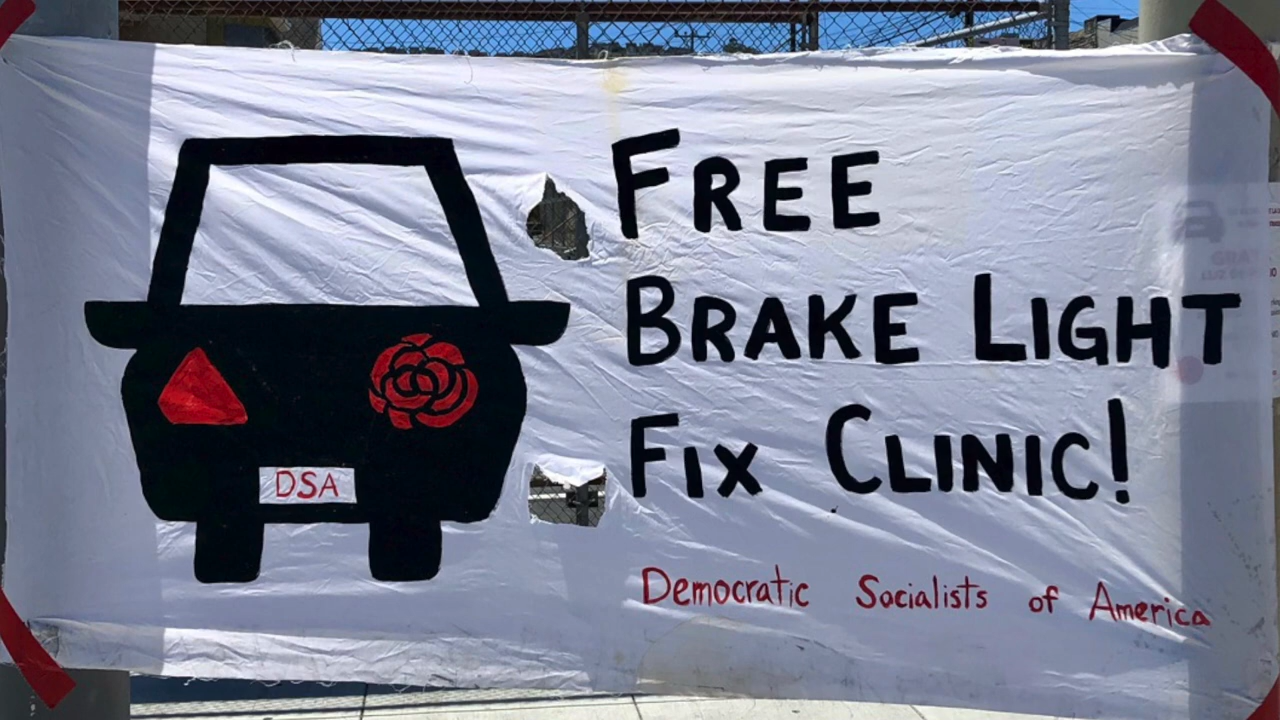 FREE
BRAKE LIGHT
FIX CLINIC!
DSA
Democratic Socialists of America